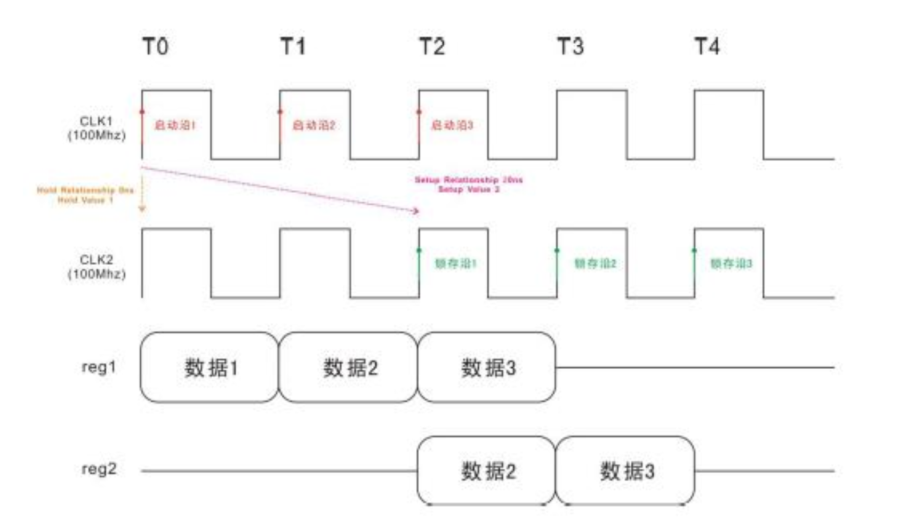 T0 T1 T2 T3 T4
CLK1
(100Mhz)
启动沿1 启动沿2 启动沿3
Setup Relationship 20ns
Setup Value 2
Hold Relationship 0ns
Hold Value 1
CLK2
(100Mhz)
锁存沿1 锁存沿2 锁存沿3
reg1 数据1 数据2 数据3
reg2 数据2 数据3